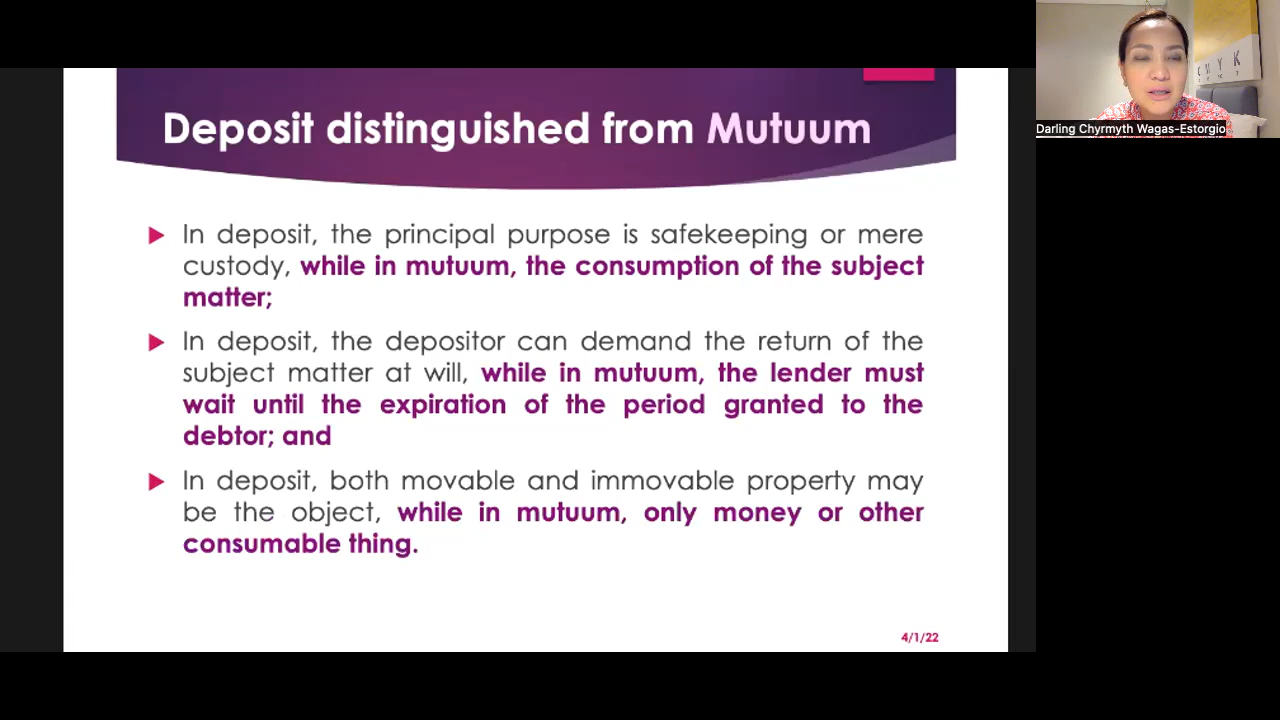 Deposit distinguished from Mutuum
In deposit, the principal purpose is safekeeping or mere
custody, while in mutuum, the consumption of the subject
matter;
In deposit, the depositor can demand the return of the
subject matter at will, while in mutuum, the lender must
wait until the expiration of the period granted to the
debtor; and
In deposit, both movable and immovable property may
be the object, while in mutuum, only money or other
consumable thing.
4/1/22
Darling Chyrmyth Wagas-Estorgio